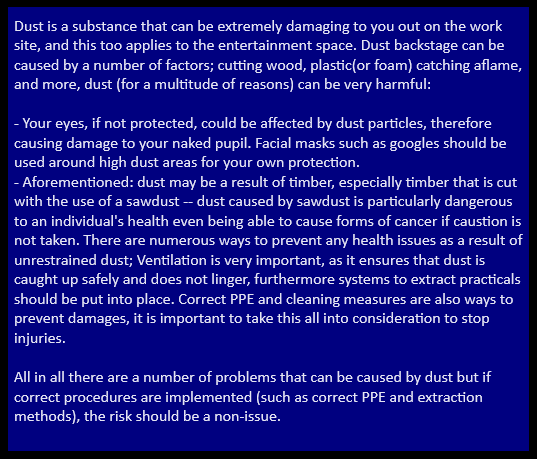 Dust is a substance that can be extremely damaging to you out on the work
site, and this too applies to the entertainment space. Dust backstage can be
caused by a number of factors; cutting wood, plastic(or foam) catching aflame,
and more, dust (for a multitude of reasons) can be very harmful:
- Your eyes, if not protected, could be affected by dust particles, therefore
causing damage to your naked pupil. Facial masks such as googles should be
used around high dust areas for your own protection.
- Aforementioned: dust may be a result of timber, especially timber that is cut
with the use of a sawdust -- dust caused by sawdust is particularly dangerous
to an individual's health even being able to cause forms of cancer if caustion
is not taken. There are numerous ways to prevent any health issues as a result of
unrestrained dust; Ventilation is very important, as it ensures that dust is
caught up safely and does not linger, furthermore systems to extract practicals
should be put into place. Correct PPE and cleaning measures are also ways to
prevent damages, it is important to take this all into consideration to stop
injuries.
All in all there are a number of problems that can be caused by dust but if
correct procedures are implemented (such as correct PPE and extraction
methods), the risk should be a non-issue.